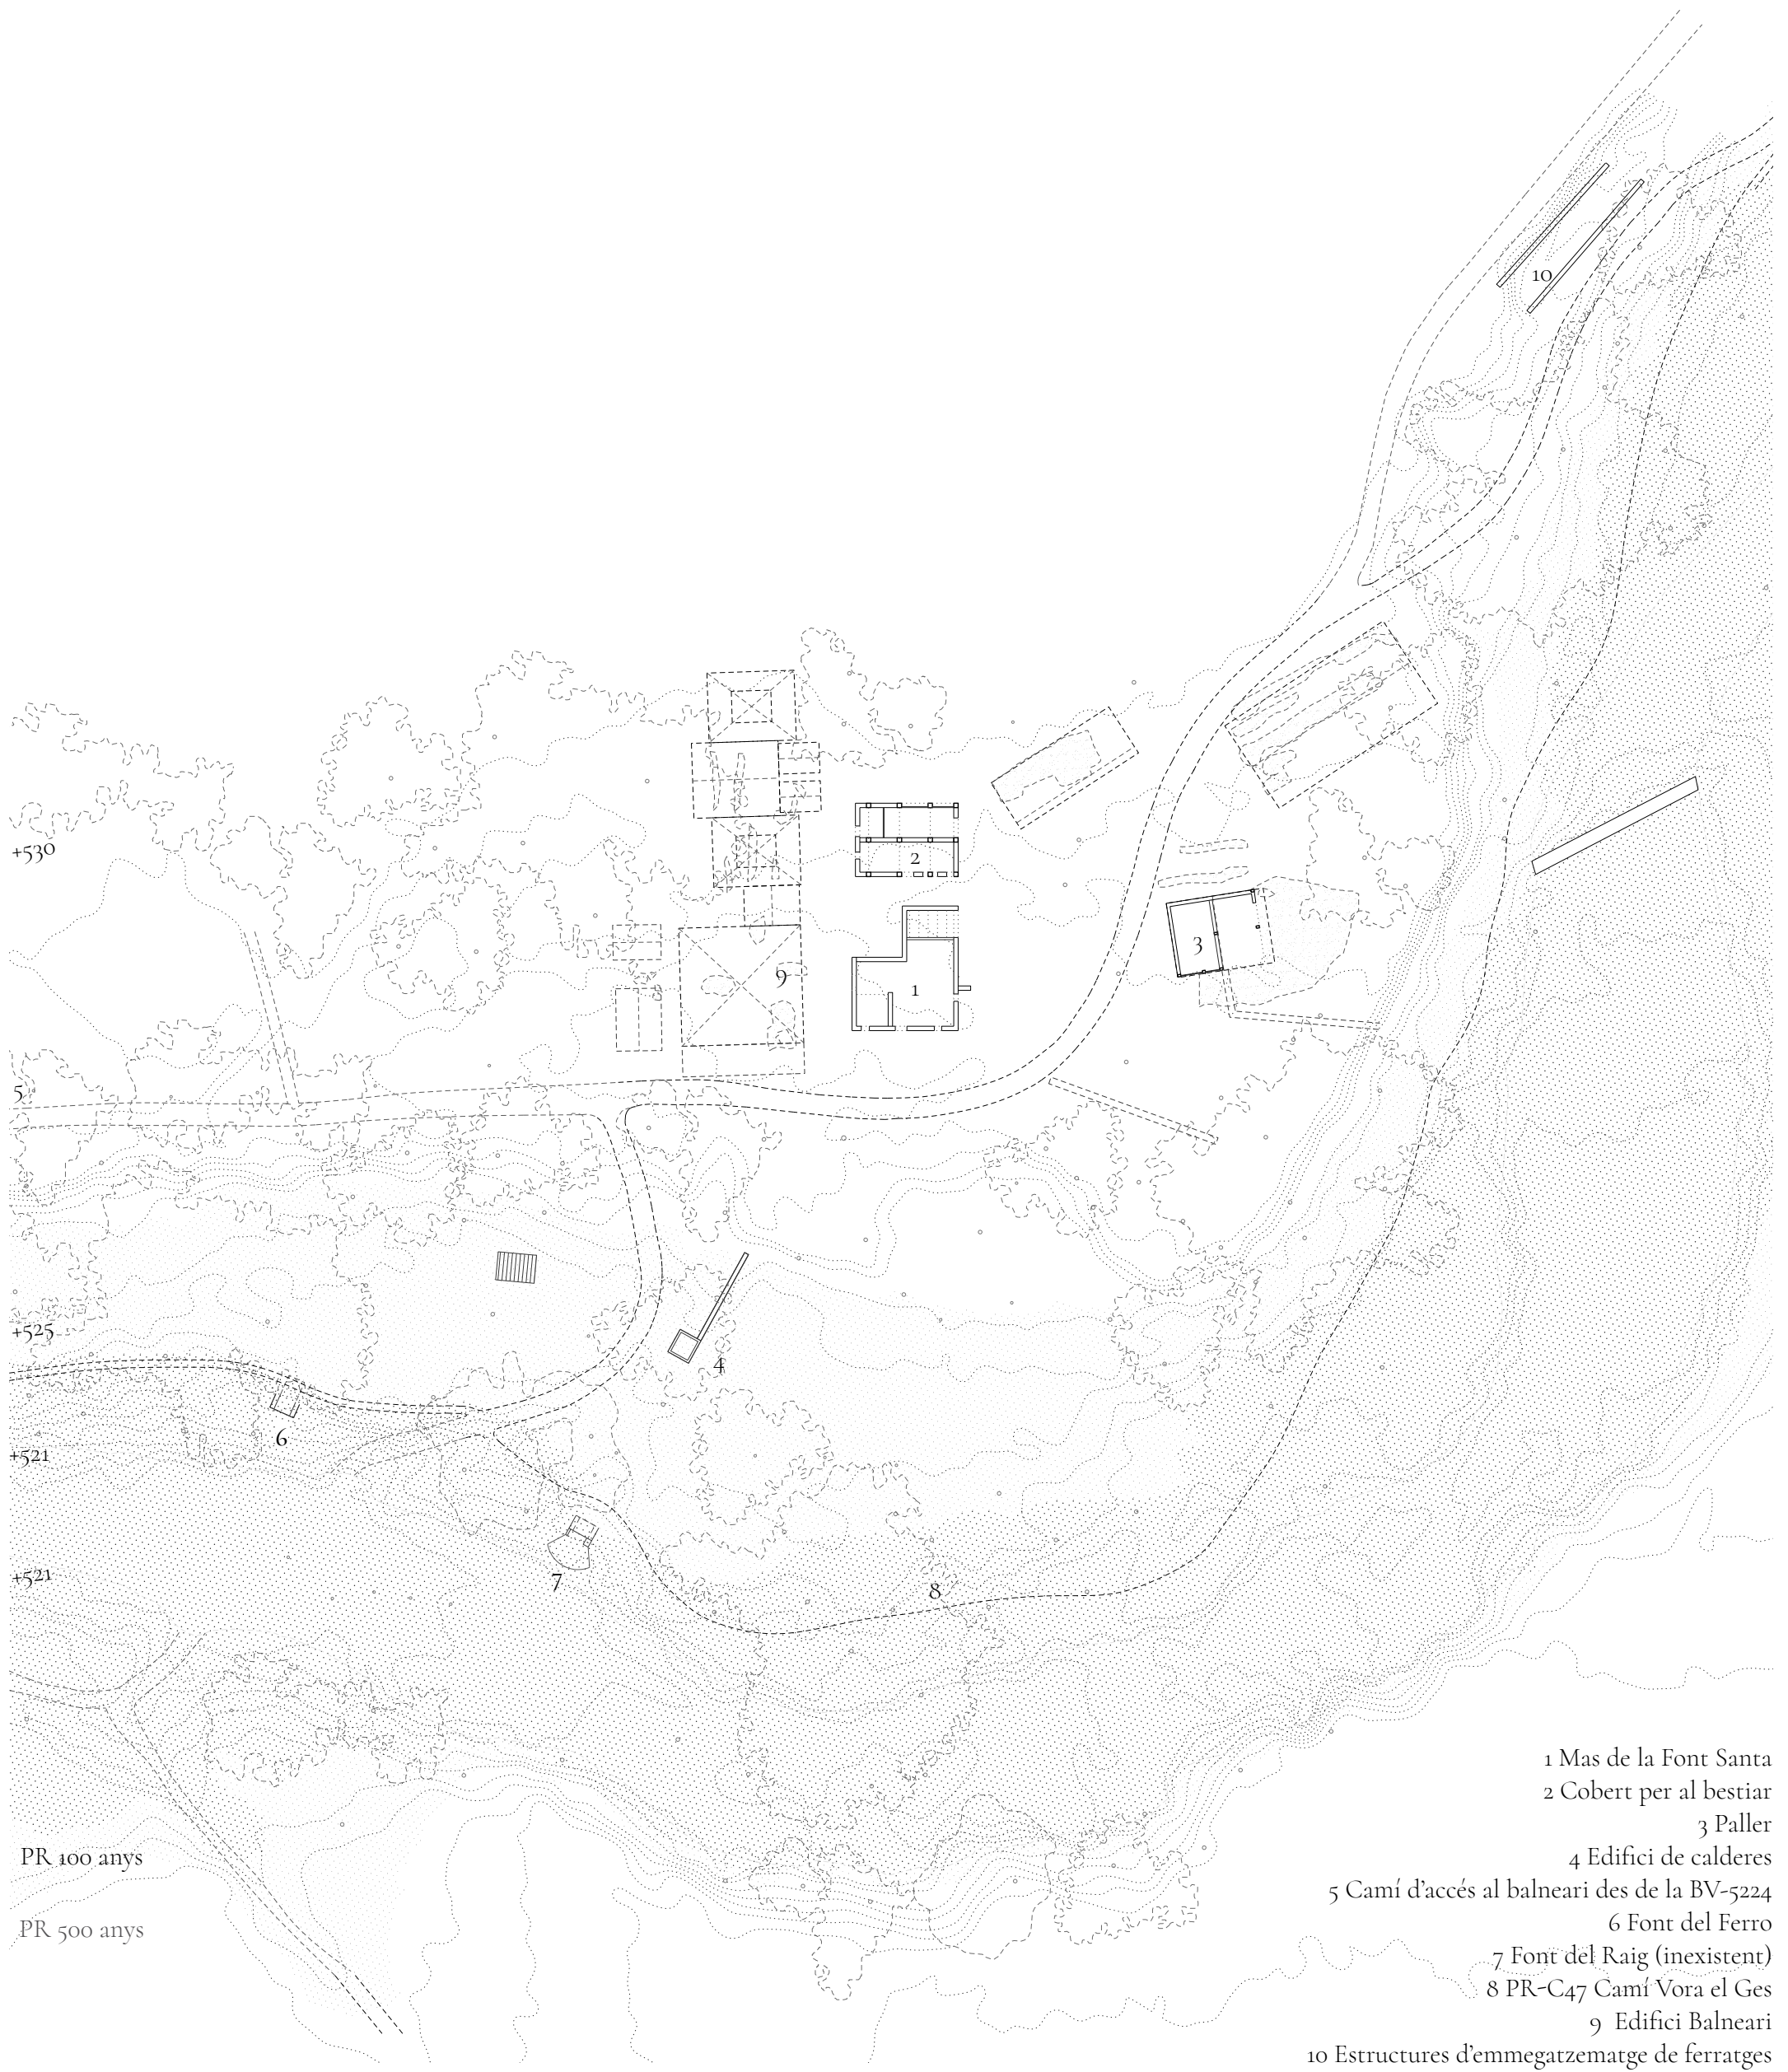 10
2
3
9
1
+530
5
+525
4
6
+521
+521
7
8
1 Mas de la Font Santa
2 Cobert per al bestiar
3 Paller
4 Edifici de calderes
5 Camí d'accés al balneari des de la BV-5224
6 Font del Ferro
7 Font del Raig (inexistent)
8 PR-C47 Camí Vora el Ges
9 Edifici Balneari
10 Estructures d'emmegatzematge de ferratges
PR 100 anys
PR 500 anys